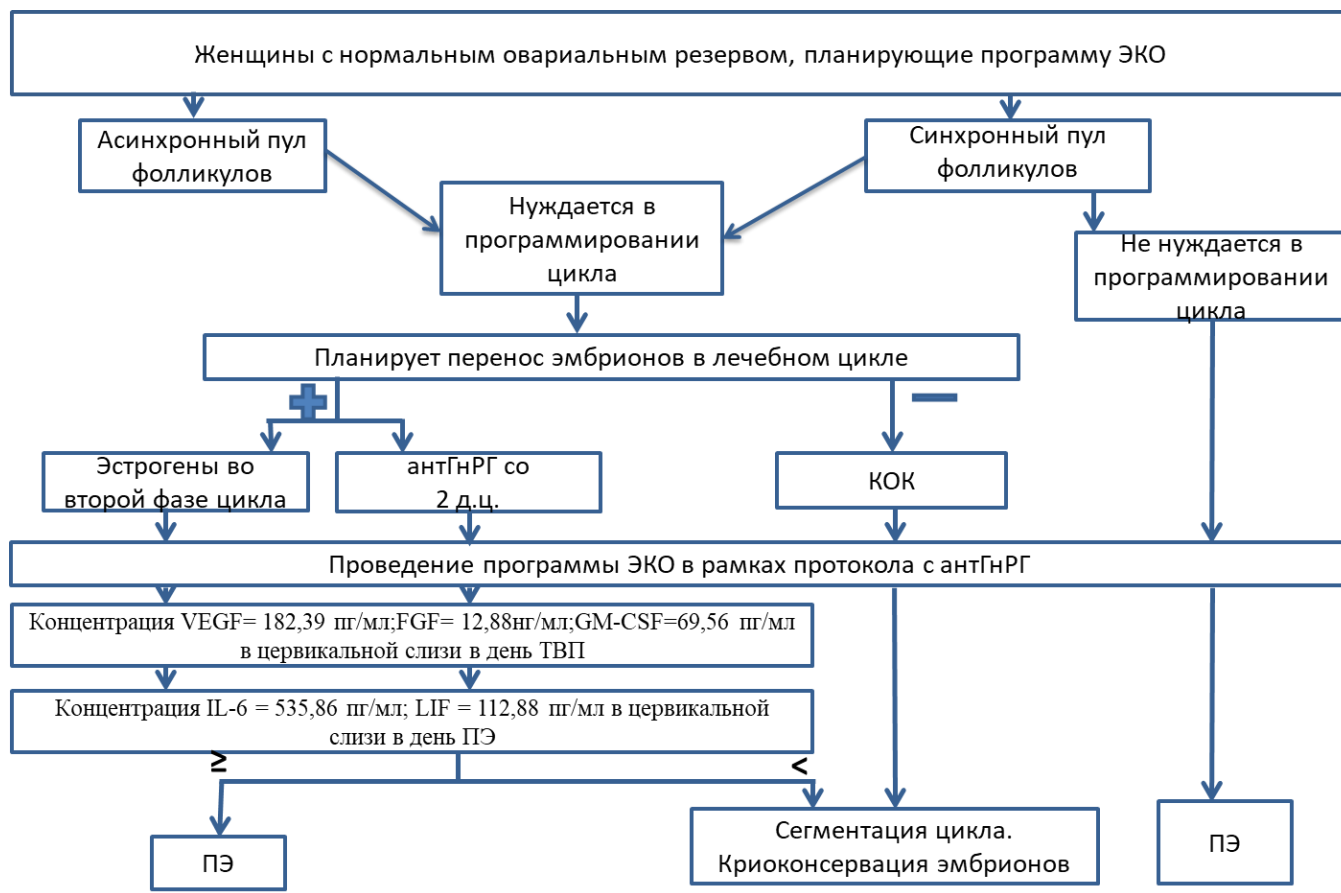 Женщины с нормальным овариальным резервом, планирующие программу ЭКО
Асинхронный пул
фолликулов
Синхронный пул
фолликулов
Нуждается в
программировании
цикла
Не нуждается в
программировании
цикла
Планирует перенос эмбрионов в лечебном цикле
Эстрогены во
второй фазе цикла
антГнРГ со
2 д.ц.
КОК
Проведение программы ЭКО в рамках протокола с антГнРГ
Концентрация VEGF= 182,39 пг/мл;FGF= 12,88нг/мл;GM-CSF=69,56 пг/мл
в цервикальной слизи в день ТВП
Концентрация IL-6 = 535,86 пг/мл; LIF = 112,88 пг/мл в цервикальной
слизи в день ПЭ
≥
<
ПЭ
Сегментация цикла.
Криоконсервация эмбрионов
ПЭ